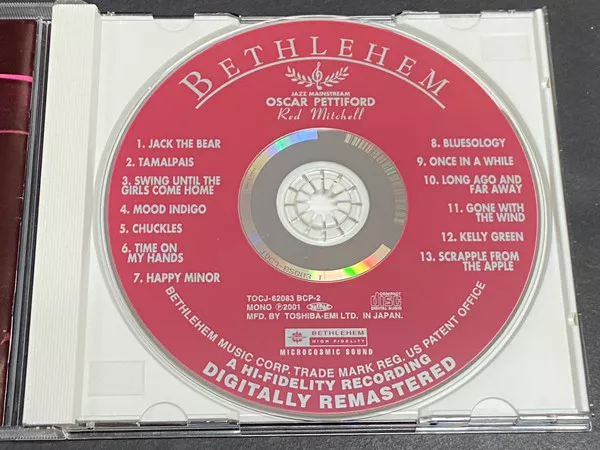 BETHLEHEM
JAZZ MAINSTREAM
OSCAR PETTIFORD
Red Mitchell
1. JACK THE BEAR
2. TAMALPAIS
3. SWING UNTIL THE
GIRLS COME HOME
4. MOOD INDIGO
5. CHUCKLES
6. TIME ON
MY HANDS
7. HAPPY MINOR
8. BLUESOLOGY
9. ONCE IN A WHILE
10. LONG AGO AND
FAR AWAY
11. GONE WITH
THE WIND
12. KELLY GREEN
13. SCRAPPLE FROM
THE APPLE
TOCJ-62083 BCP-2
MONO ℗2001
MFD. BY TOSHIBA-EMI LTD. IN JAPAN.
COMPACT
disc
DIGITAL AUDIO
BETHLEHEM
HIGH FIDELITY
MICROCOSMIC SOUND
BETHLEHEM MUSIC CORP. TRADE MARK REG. US PATENT OFFICE
A HI-FIDELITY RECORDING
DIGITALLY REMASTERED